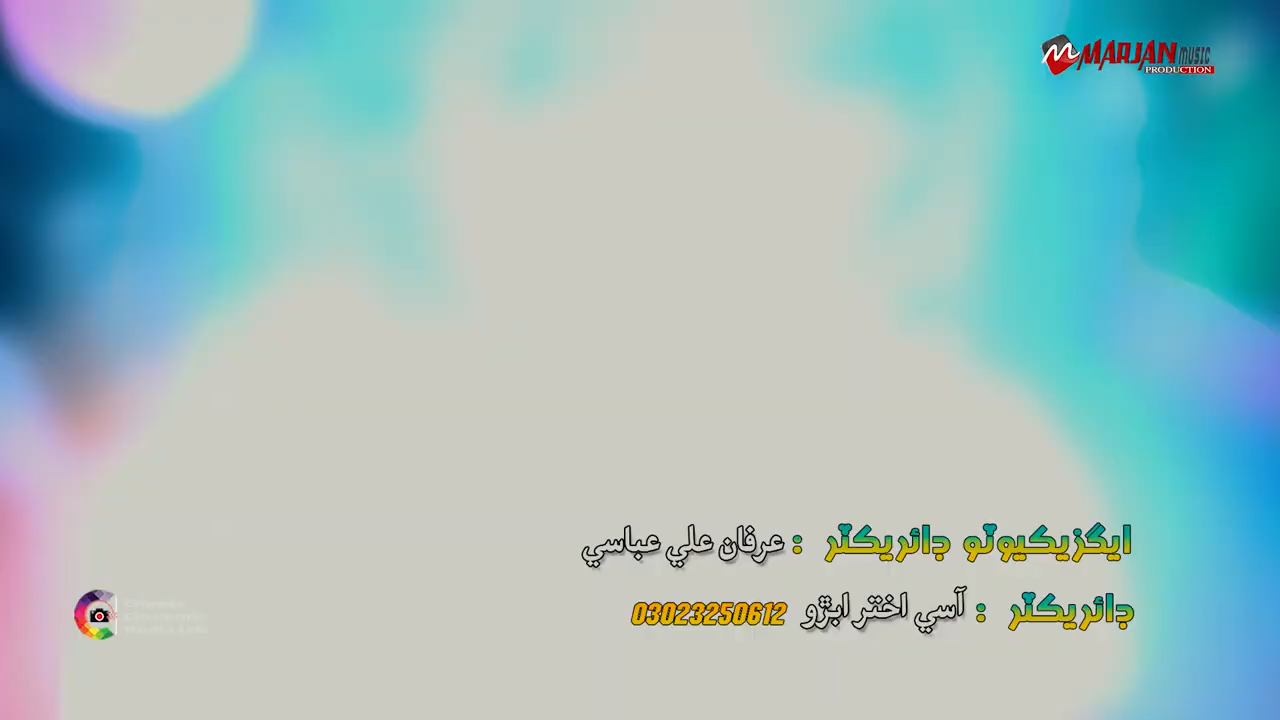 MARJAN MUSIC
PRODUCTION
ايگزيڪيوٽو ڊائريڪٽر : عرفان علي عباسي
ڊائريڪٽر : آسي اختر ابڙو 03023250612